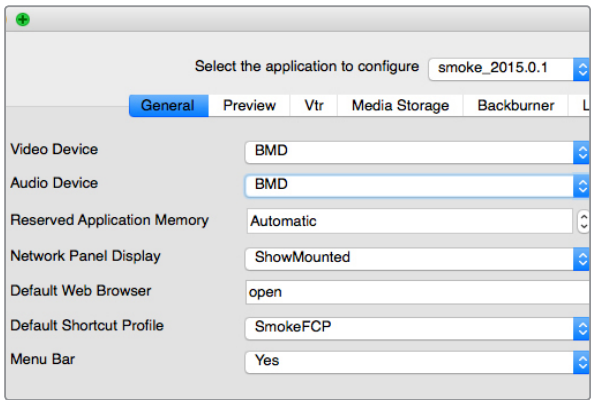 Select the application to configure smoke_2015.0.1
General Preview Vtr Media Storage Backburner L
Video Device BMD
Audio Device BMD
Reserved Application Memory Automatic
Network Panel Display ShowMounted
Default Web Browser open
Default Shortcut Profile SmokeFCP
Menu Bar Yes